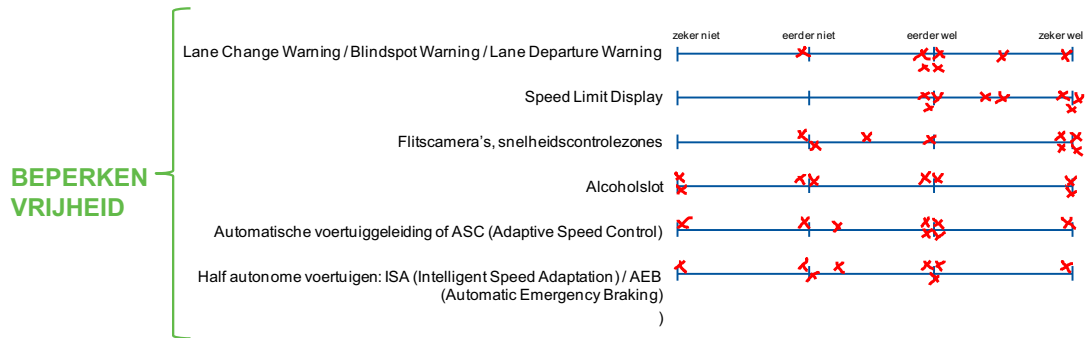 zeker niet eerder niet eerder wel zeker wel
Lane Change Warning / Blindspot Warning / Lane Departure Warning
Speed Limit Display
Flitscamera's, snelheidscontrolezones
BEPERKEN
VRIJHEID
Alcoholslot
Automatische voertuiggeleiding of ASC (Adaptive Speed Control)
Half autonome voertuigen: ISA (Intelligent Speed Adaptation) / AEB
(Automatic Emergency Braking)
)